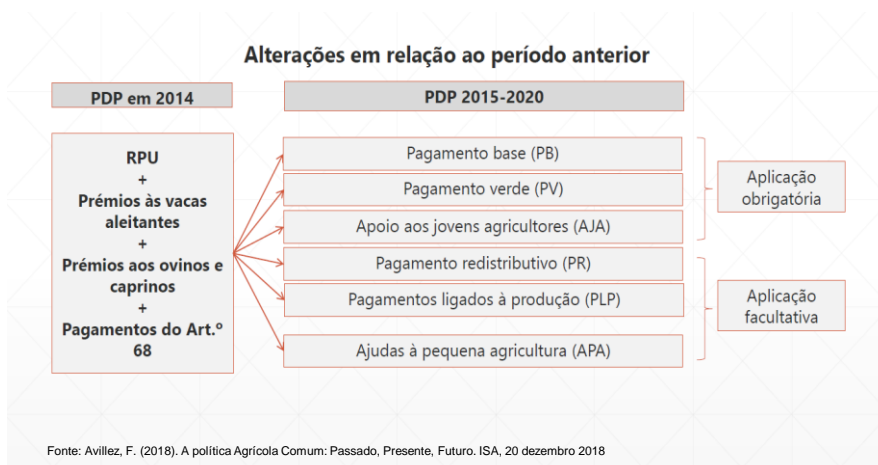 Alterações em relação ao período anterior
PDP em 2014
PDP 2015-2020
RPU
+
Prémios às vacas
aleitantes
+
Prémios aos ovinos e
caprinos
+
Pagamentos do Art.º
68
Pagamento base (PB)
Pagamento verde (PV)
Apoio aos jovens agricultores (AJA)
Pagamento redistributivo (PR)
Pagamentos ligados à produção (PLP)
Ajudas à pequena agricultura (APA)
Aplicação
obrigatória
Aplicação
facultativa
Fonte: Avillez, F. (2018). A política Agrícola Comum: Passado, Presente, Futuro. ISA, 20 dezembro 2018